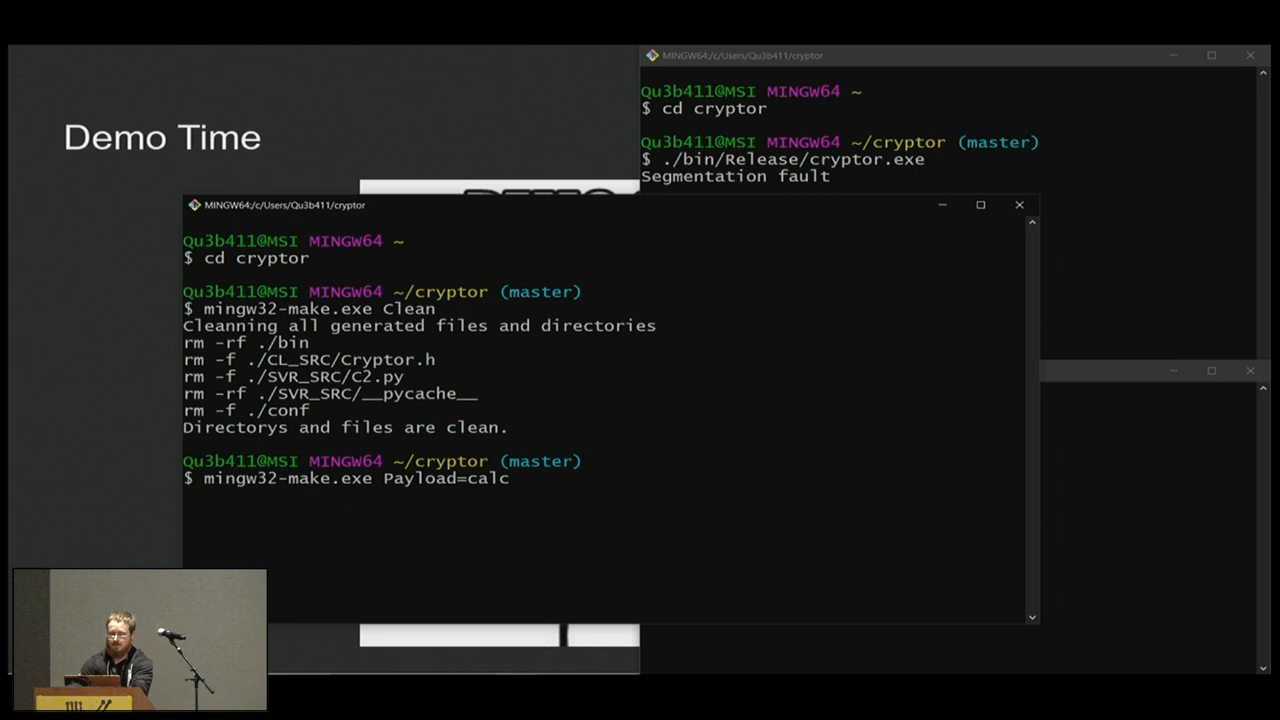 Demo Time
MINGW64:/c/Users/Qu3b411/cryptor
Qu3b411@MSI MINGW64 ~
$ cd cryptor
Qu3b411@MSI MINGW64 ~/cryptor (master)
$ ./bin/Release/cryptor.exe
Segmentation fault
MINGW64:/c/Users/Qu3b411/cryptor
Qu3b411@MSI MINGW64 ~
$ cd cryptor
Qu3b411@MSI MINGW64 ~/cryptor (master)
$ mingw32-make.exe Clean
Cleanning all generated files and directories
rm -rf ./bin
rm -f ./CL_SRC/Cryptor.h
rm -f ./SVR_SRC/C2.py
rm -rf ./SVR_SRC/__pycache__
rm -f ./conf
Directorys and files are clean.
Qu3b411@MSI MINGW64 ~/cryptor (master)
$ mingw32-make.exe Payload=calc